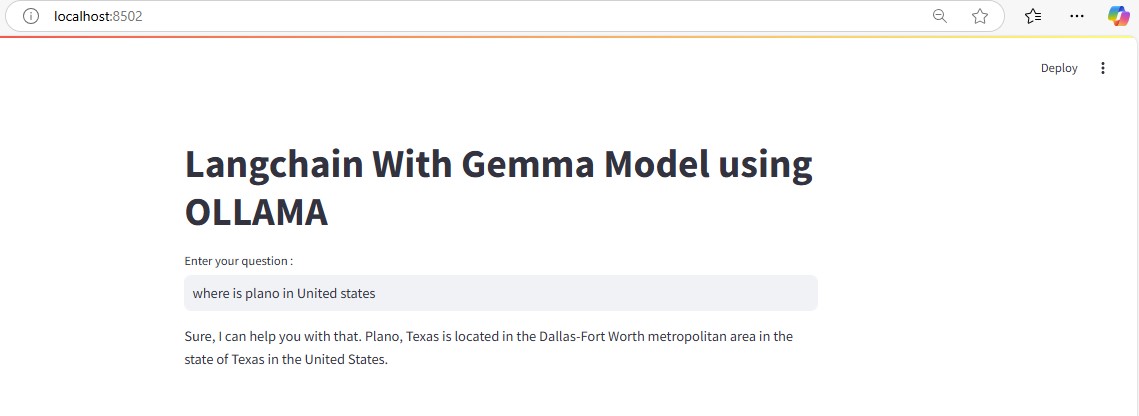 localhost:8502
Deploy
Langchain With Gemma Model using
OLLAMA
Enter your question :
where is plano in United states
Sure, I can help you with that. Plano, Texas is located in the Dallas-Fort Worth metropolitan area in the
state of Texas in the United States.